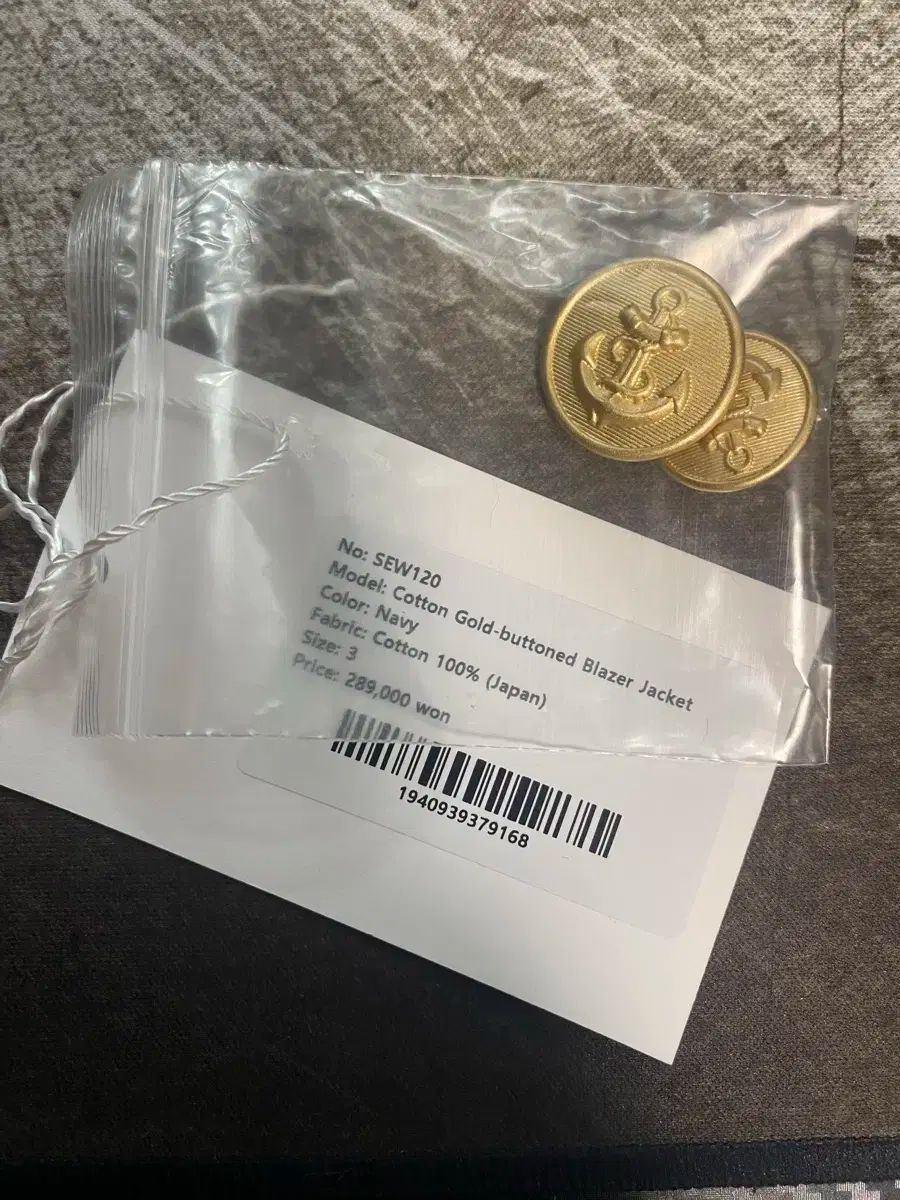 No: SEW120
Model: Cotton Gold-buttoned Blazer Jacket
Color: Navy
Fabric: Cotton 100% (Japan)
Size: 3
Price: 289,000 won
1940939379168